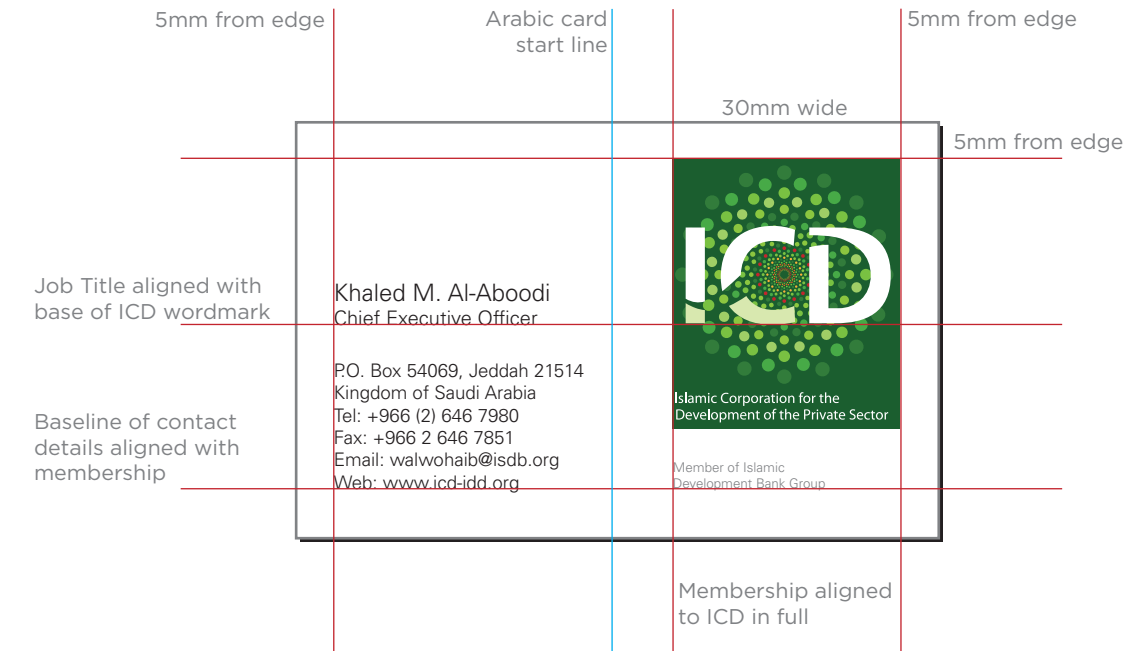 5mm from edge
Arabic card
start line
5mm from edge
30mm wide
5mm from edge
ICD
Job Title aligned with
base of ICD wordmark
Khaled M. Al-Aboodi
Chief Executive Officer
P.O. Box 54069, Jeddah 21514
Kingdom of Saudi Arabia
Tel: +966 (2) 646 7980
Fax: +966 2 646 7851
Email: walwohaib@isdb.org
Web: www.icd-idd.org
Islamic Corporation for the
Development of the Private Sector
Baseline of contact
details aligned with
membership
Member of Islamic
Development Bank Group
Membership aligned
to ICD in full